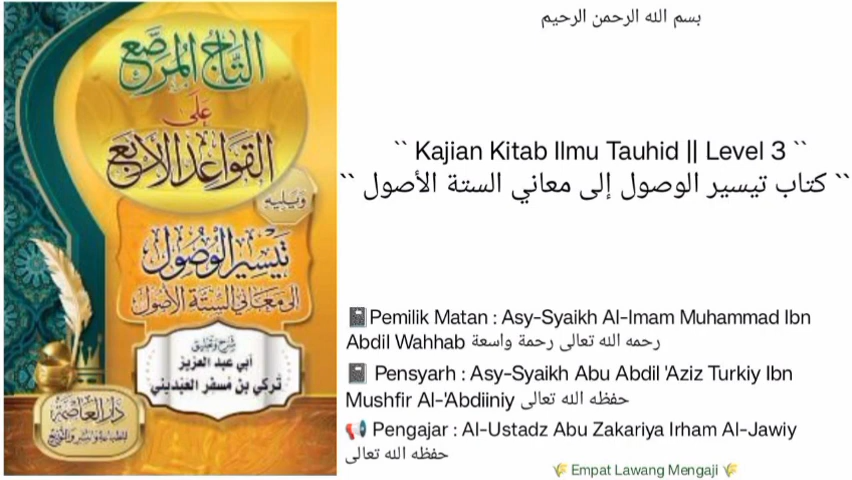 التاج المرصع
على
القواعد الأربع
ويليه
تيسير الوصول
إلى معاني الستة الأصول
شرح وتعليق
أبي عبد العزيز
تركي بن مسفر العبديني
دار العاصمة
للطباعة والنشر والتوزيع
بسم الله الرحمن الرحيم
`` Kajian Kitab Ilmu Tauhid || Level 3 ``
`` كتاب تيسير الوصول إلى معاني الستة الأصول ``
📓Pemilik Matan : Asy-Syaikh Al-Imam Muhammad Ibn
Abdil Wahhab رحمه الله تعالى رحمة واسعة
📓 Pensyarh : Asy-Syaikh Abu Abdil 'Aziz Turkiy Ibn
Mushfir Al-'Abdiiniy حفظه الله تعالى
📢 Pengajar : Al-Ustadz Abu Zakariya Irham Al-Jawiy
حفظه الله تعالى
🌾 Empat Lawang Mengaji 🌾